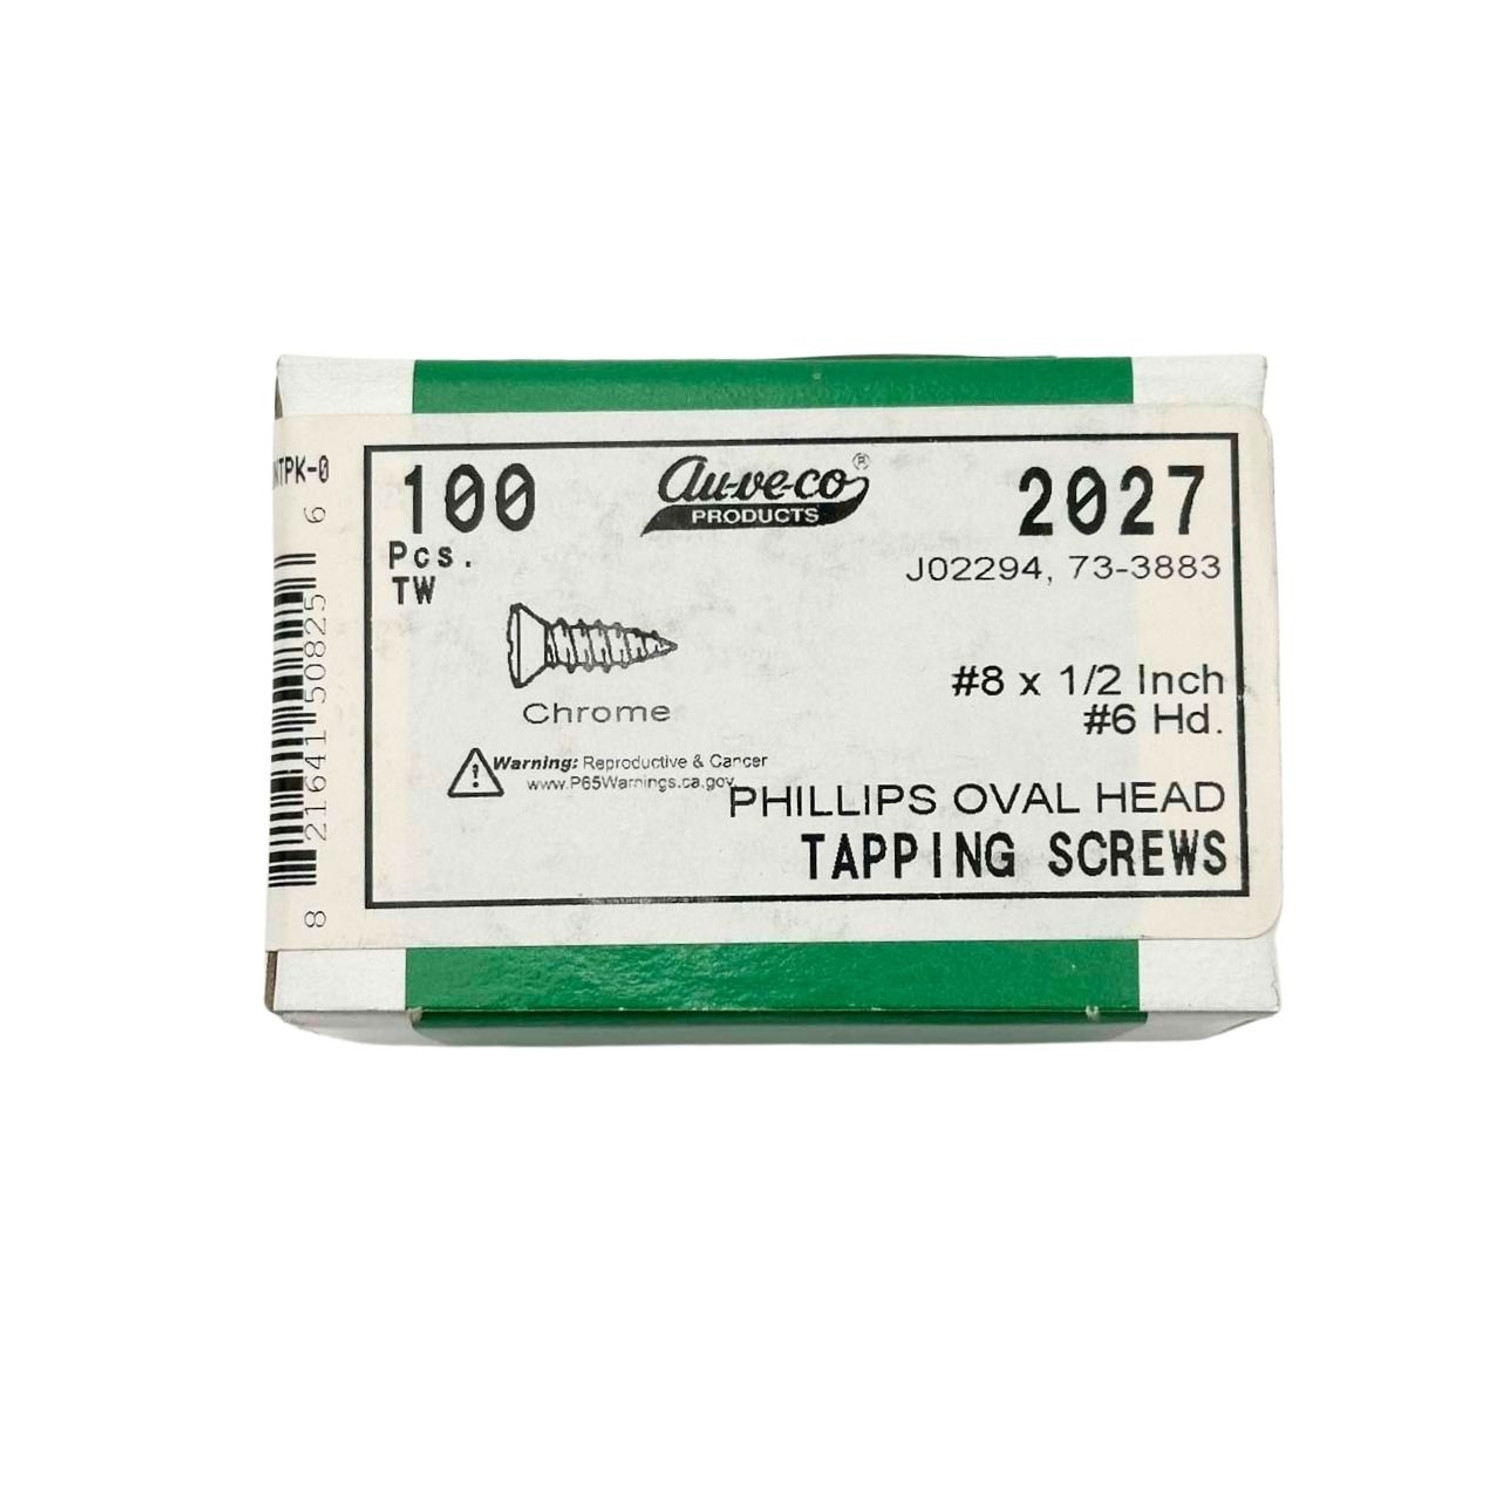 100
Pcs.
TW
au-ve-co®
PRODUCTS
2027
J02294, 73-3883
Chrome
#8 x 1/2 Inch
#6 Hd.
Warning: Reproductive & Cancer
www.P65Warnings.ca.gov
PHILLIPS OVAL HEAD
TAPPING SCREWS
8 21641 50825 6